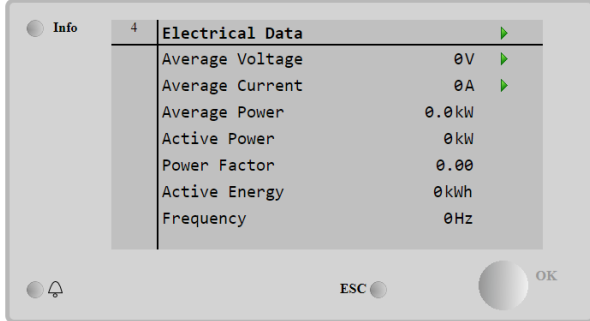 Info
4 Electrical Data
Average Voltage 0V
Average Current 0A
Average Power 0.0kW
Active Power 0kW
Power Factor 0.00
Active Energy 0kWh
Frequency 0Hz
ESC
OK